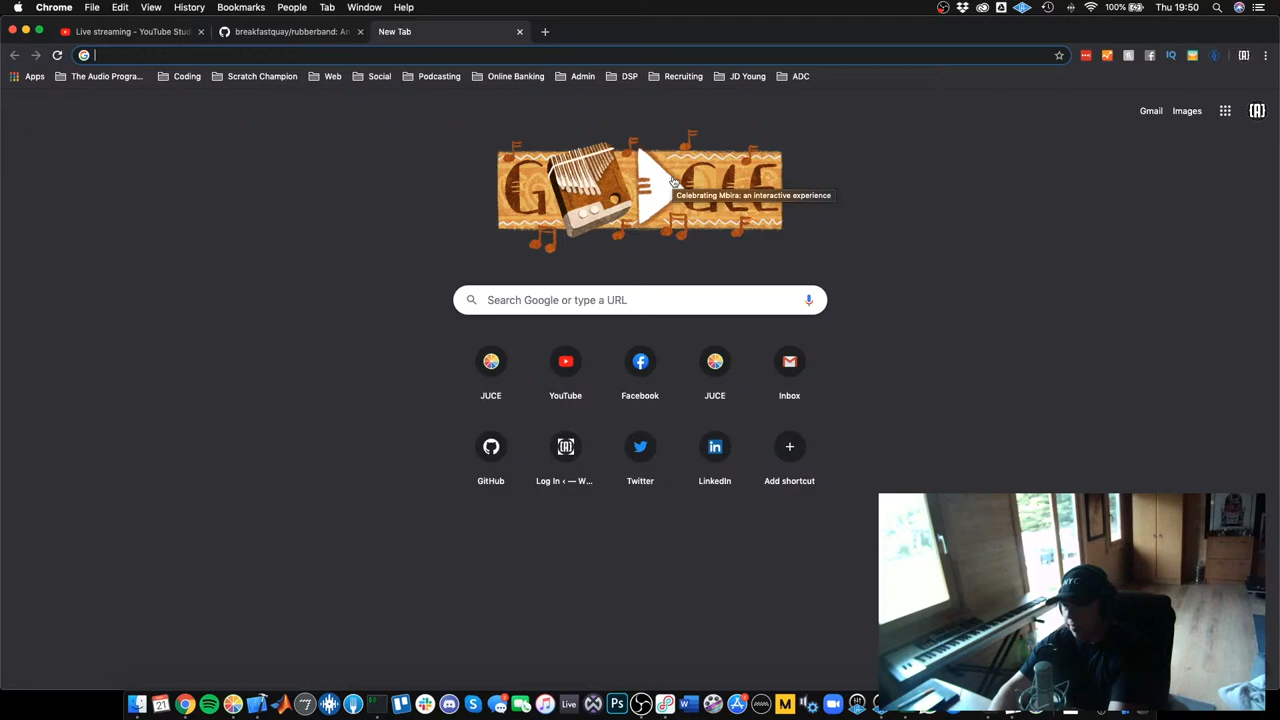 Chrome File Edit View History Bookmarks People Tab Window Help 100% Thu 19:50
Live streaming - YouTube Stud
breakfastquay/rubberband: An
New Tab
Apps The Audio Progra... Coding Scratch Champion Web Social Podcasting Online Banking Admin DSP Recruiting JD Young ADC
Gmail Images
Celebrating Mbira: an interactive experience
Search Google or type a URL
JUCE YouTube Facebook JUCE Inbox
GitHub Log In ‹ — W... Twitter LinkedIn Add shortcut
NYC